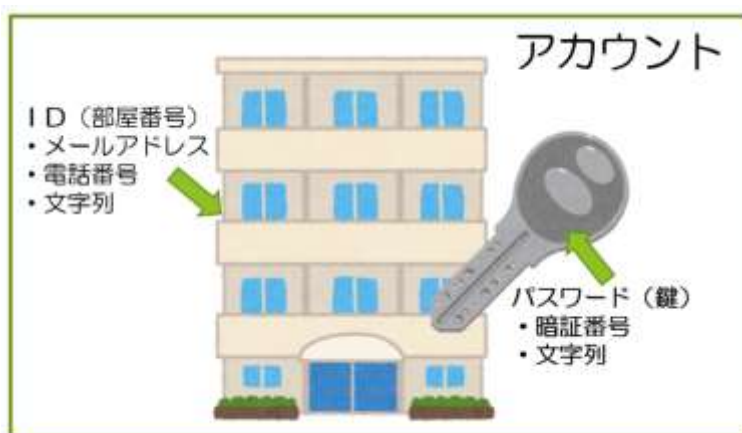 アカウント
ID（部屋番号）
・メールアドレス
・電話番号
・文字列
パスワード（鍵）
・暗証番号
・文字列